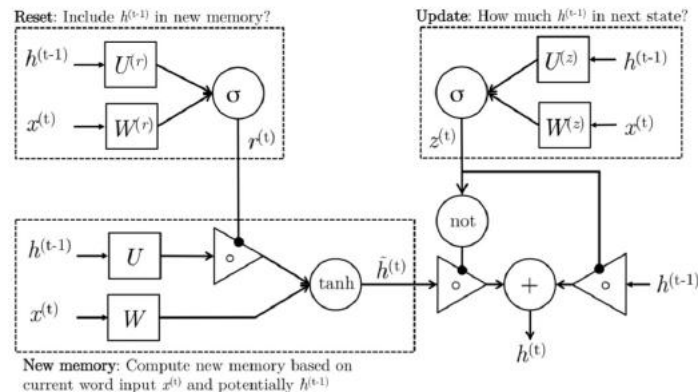 Reset: Include h^(t-1) in new memory?
h^(t-1)
U^(r)
σ
x^(t)
W^(r)
r^(t)
Update: How much h^(t-1) in next state?
U^(z)
h^(t-1)
σ
W^(z)
x^(t)
z^(t)
not
h^(t-1)
U
∘
tanh
h̃^(t)
∘
+
∘
h^(t-1)
x^(t)
W
h^(t)
New memory: Compute new memory based on
current word input x^(t) and potentially h^(t-1)